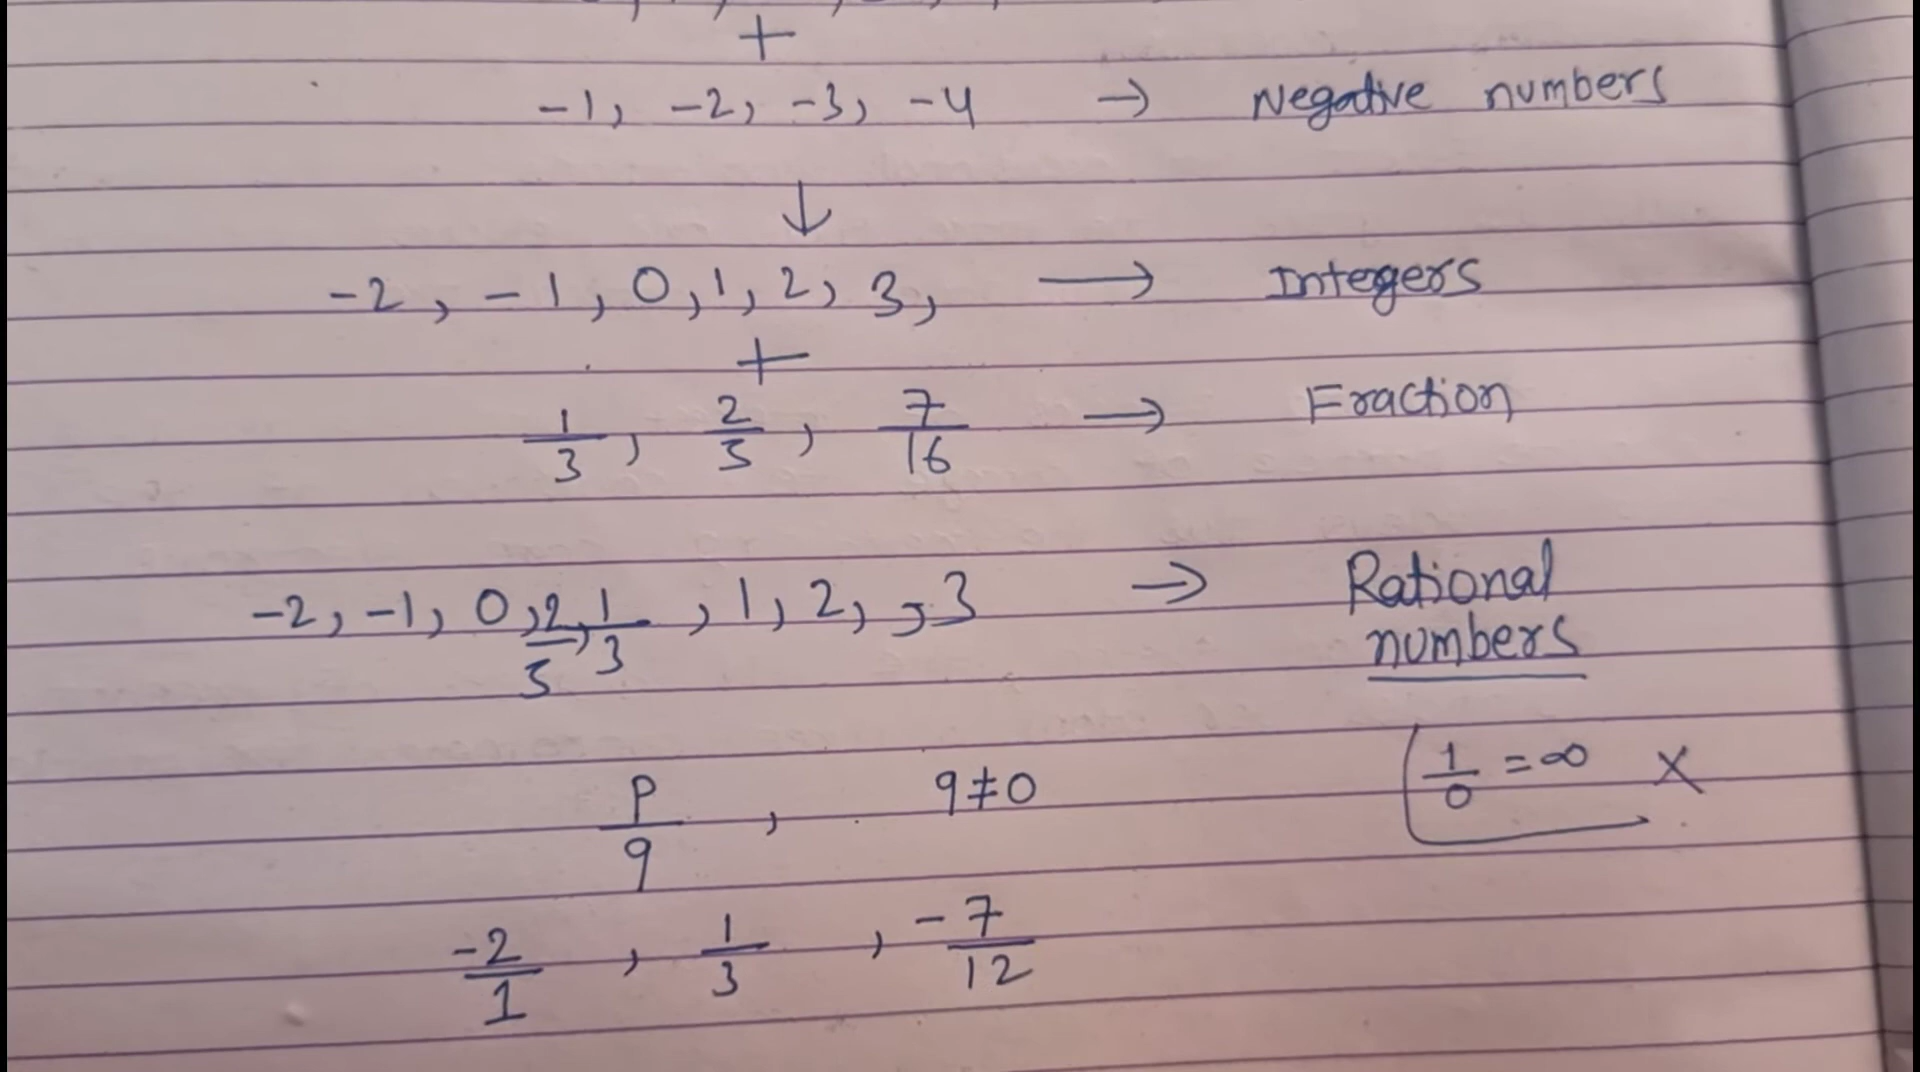 +
-1, -2, -3, -4 → Negative numbers
↓
-2, -1, 0, 1, 2, 3, → Integers
+
1/3, 2/5, 7/16 → Fraction
-2, -1, 0, 2/5, 1/3, 1, 2, , 3 → Rational
numbers
p/q, q≠0
1/0 = ∞ ×
-2/1, 1/3, -7/12